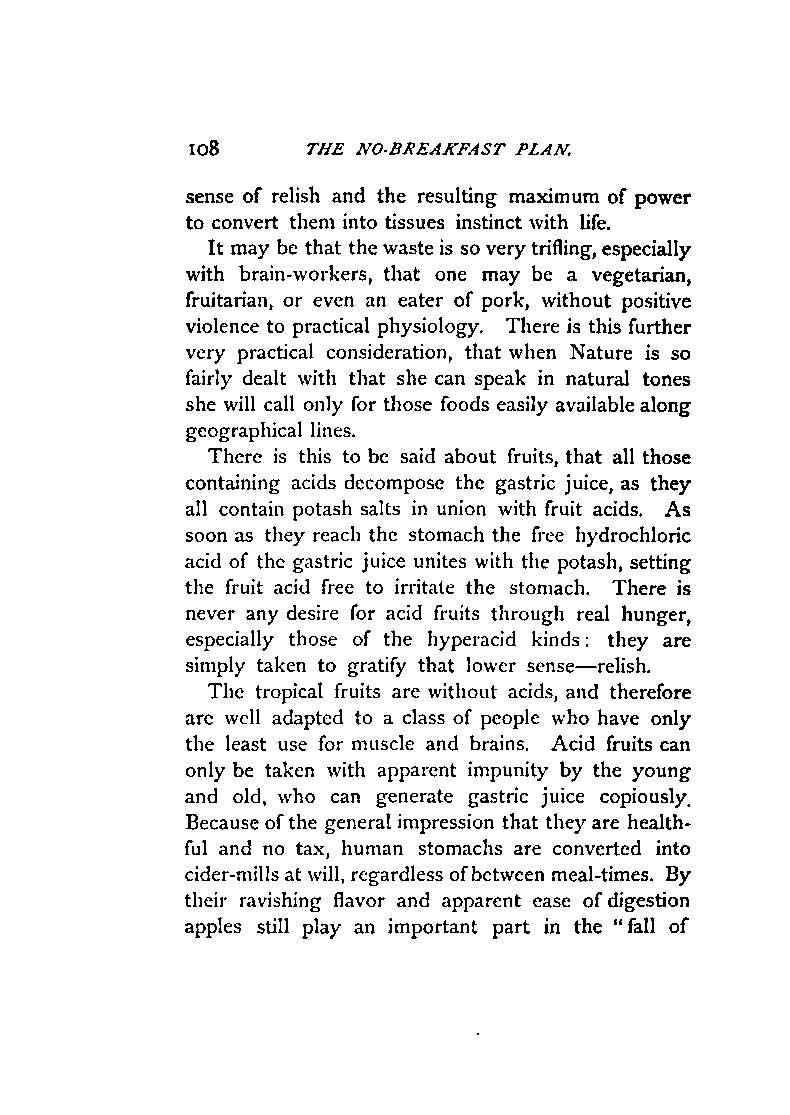 108 THE NO-BREAKFAST PLAN.
sense of relish and the resulting maximum of power
to convert them into tissues instinct with life.
It may be that the waste is so very trifling, especially
with brain-workers, that one may be a vegetarian,
fruitarian, or even an eater of pork, without positive
violence to practical physiology. There is this further
very practical consideration, that when Nature is so
fairly dealt with that she can speak in natural tones
she will call only for those foods easily available along
geographical lines.
There is this to be said about fruits, that all those
containing acids decompose the gastric juice, as they
all contain potash salts in union with fruit acids. As
soon as they reach the stomach the free hydrochloric
acid of the gastric juice unites with the potash, setting
the fruit acid free to irritate the stomach. There is
never any desire for acid fruits through real hunger,
especially those of the hyperacid kinds: they are
simply taken to gratify that lower sense—relish.
The tropical fruits are without acids, and therefore
are well adapted to a class of people who have only
the least use for muscle and brains. Acid fruits can
only be taken with apparent impunity by the young
and old, who can generate gastric juice copiously.
Because of the general impression that they are health-
ful and no tax, human stomachs are converted into
cider-mills at will, regardless of between meal-times. By
their ravishing flavor and apparent ease of digestion
apples still play an important part in the "fall of